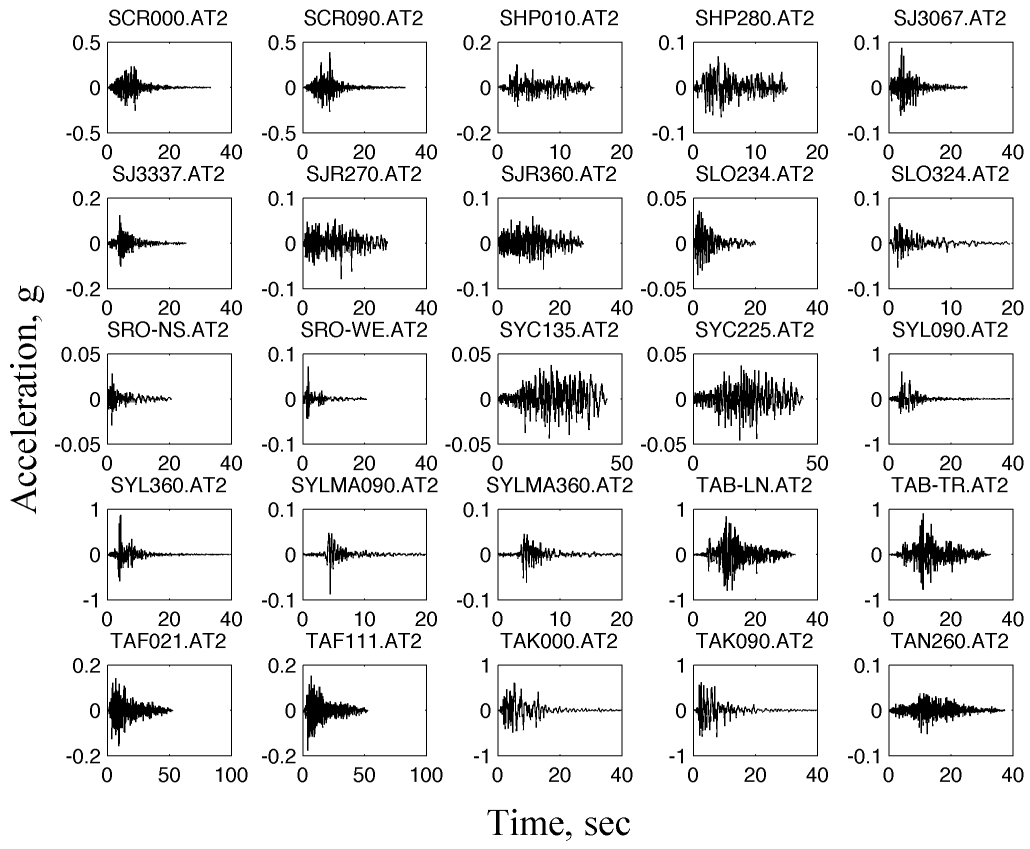 SCR000.AT2 SCR090.AT2 SHP010.AT2 SHP280.AT2 SJ3067.AT2
0.5 0.5 0.2 0.1 0.1
0 0 0 0 0
-0.5 -0.5 -0.2 -0.1 -0.1
0 20 40 0 20 40 0 10 20 0 10 20 0 20 40
SJ3337.AT2 SJR270.AT2 SJR360.AT2 SLO234.AT2 SLO324.AT2
0.2 0.1 0.1 0.05 0.1
0 0 0 0 0
-0.2 -0.1 -0.1 -0.05 -0.1
0 20 40 0 20 40 0 20 40 0 20 40 0 10 20
SRO-NS.AT2 SRO-WE.AT2 SYC135.AT2 SYC225.AT2 SYL090.AT2
0.05 0.1 0.05 0.05 1
0 0 0 0 0
-0.05 -0.1 -0.05 -0.05 -1
0 20 40 0 20 40 0 50 0 50 0 20 40
SYL360.AT2 SYLMA090.AT2 SYLMA360.AT2 TAB-LN.AT2 TAB-TR.AT2
1 0.1 0.1 1 1
0 0 0 0 0
-1 -0.1 -0.1 -1 -1
0 20 40 0 10 20 0 10 20 0 20 40 0 20 40
TAF021.AT2 TAF111.AT2 TAK000.AT2 TAK090.AT2 TAN260.AT2
0.2 0.2 1 1 0.1
0 0 0 0 0
-0.2 -0.2 -1 -1 -0.1
0 50 100 0 50 100 0 20 40 0 20 40 0 20 40
Acceleration, g
Time, sec